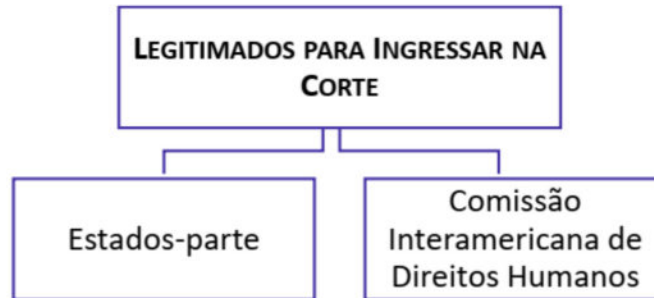 LEGITIMADOS PARA INGRESSAR NA
CORTE
Estados-parte
Comissão
Interamericana de
Direitos Humanos